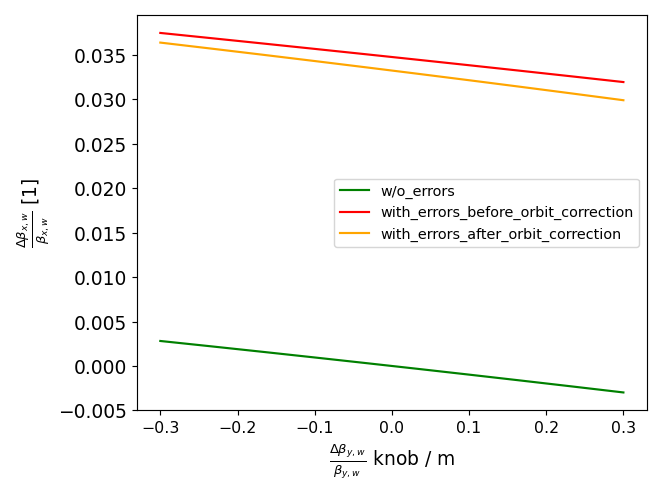 0.035
0.030
0.025
0.020
0.015
0.010
0.005
0.000
−0.005
Δβx,w / βx,w [1]
w/o_errors
with_errors_before_orbit_correction
with_errors_after_orbit_correction
−0.3 −0.2 −0.1 0.0 0.1 0.2 0.3
Δβy,w / βy,w knob / m